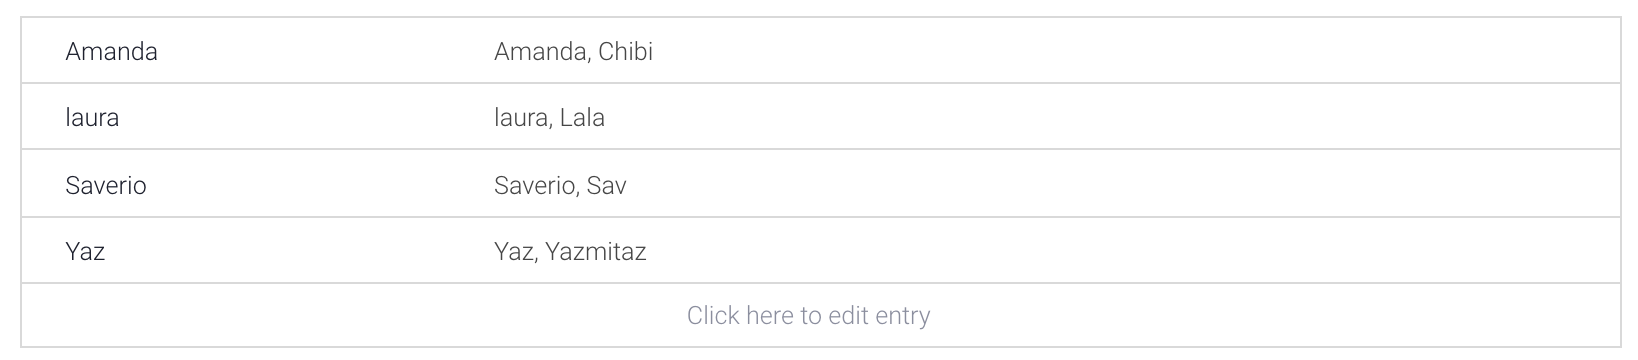 Amanda Amanda, Chibi
laura laura, Lala
Saverio Saverio, Sav
Yaz Yaz, Yazmitaz
Click here to edit entry